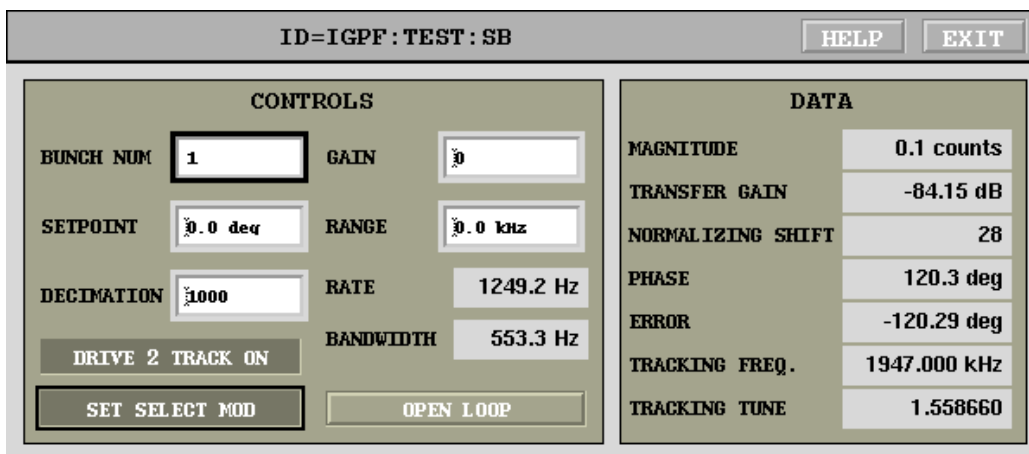 ID=IGPF:TEST:SB HELP EXIT
CONTROLS
BUNCH NUM 1 GAIN 0
SETPOINT 0.0 deg RANGE 0.0 kHz
DECIMATION 1000 RATE 1249.2 Hz
BANDWIDTH 553.3 Hz
DRIVE 2 TRACK ON
SET SELECT MOD OPEN LOOP
DATA
MAGNITUDE 0.1 counts
TRANSFER GAIN -84.15 dB
NORMALIZING SHIFT 28
PHASE 120.3 deg
ERROR -120.29 deg
TRACKING FREQ. 1947.000 kHz
TRACKING TUNE 1.558660